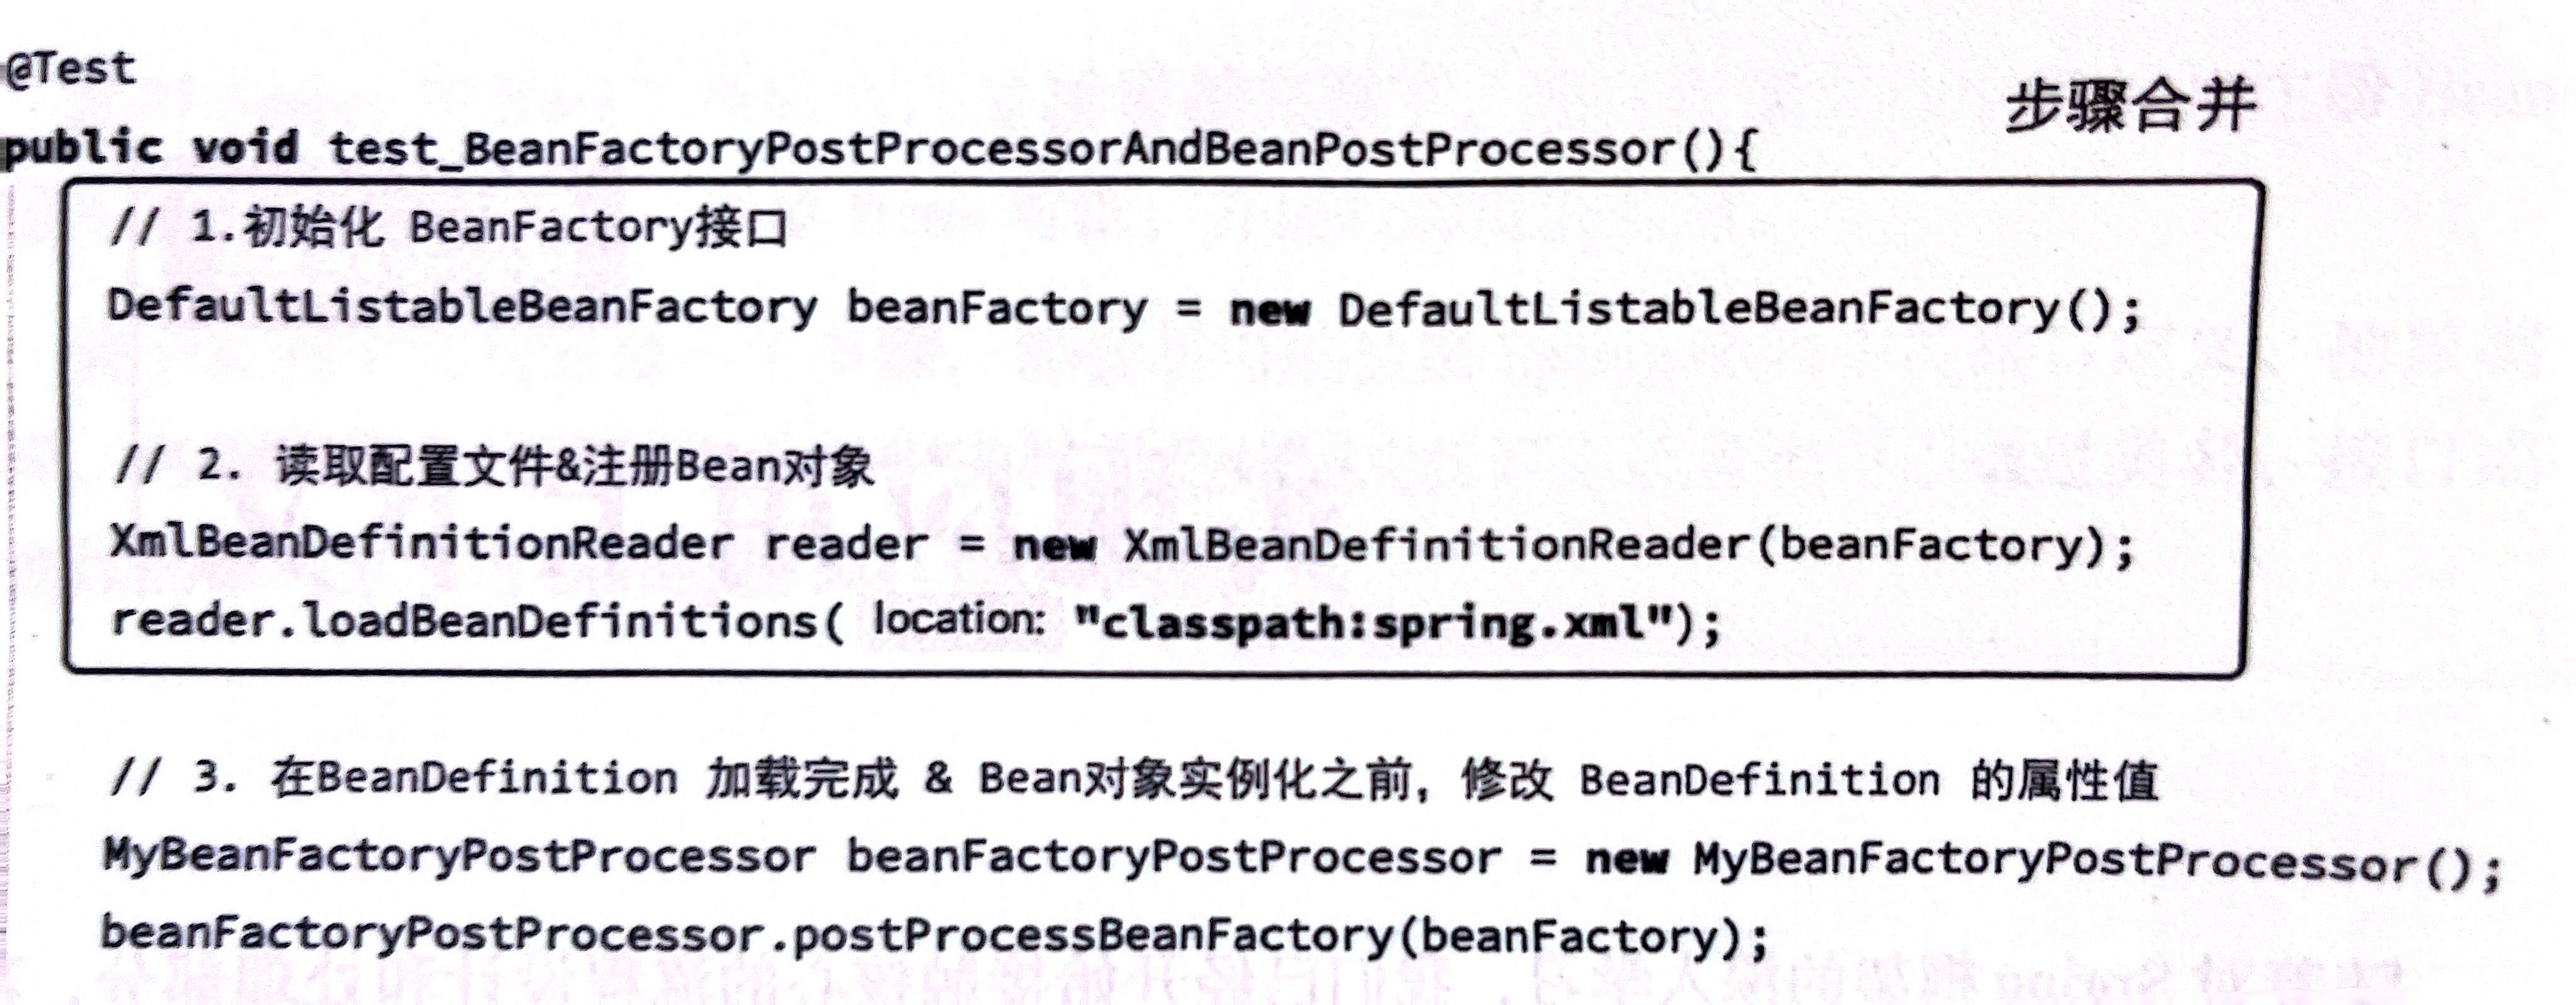 @Test
步骤合并
public void test_BeanFactoryPostProcessorAndBeanPostProcessor(){
// 1.初始化 BeanFactory接口
DefaultListableBeanFactory beanFactory = new DefaultListableBeanFactory();
// 2. 读取配置文件&注册Bean对象
XmlBeanDefinitionReader reader = new XmlBeanDefinitionReader(beanFactory);
reader.loadBeanDefinitions( location: "classpath:spring.xml");
// 3. 在BeanDefinition 加载完成 & Bean对象实例化之前，修改 BeanDefinition 的属性值
MyBeanFactoryPostProcessor beanFactoryPostProcessor = new MyBeanFactoryPostProcessor();
beanFactoryPostProcessor.postProcessBeanFactory(beanFactory);